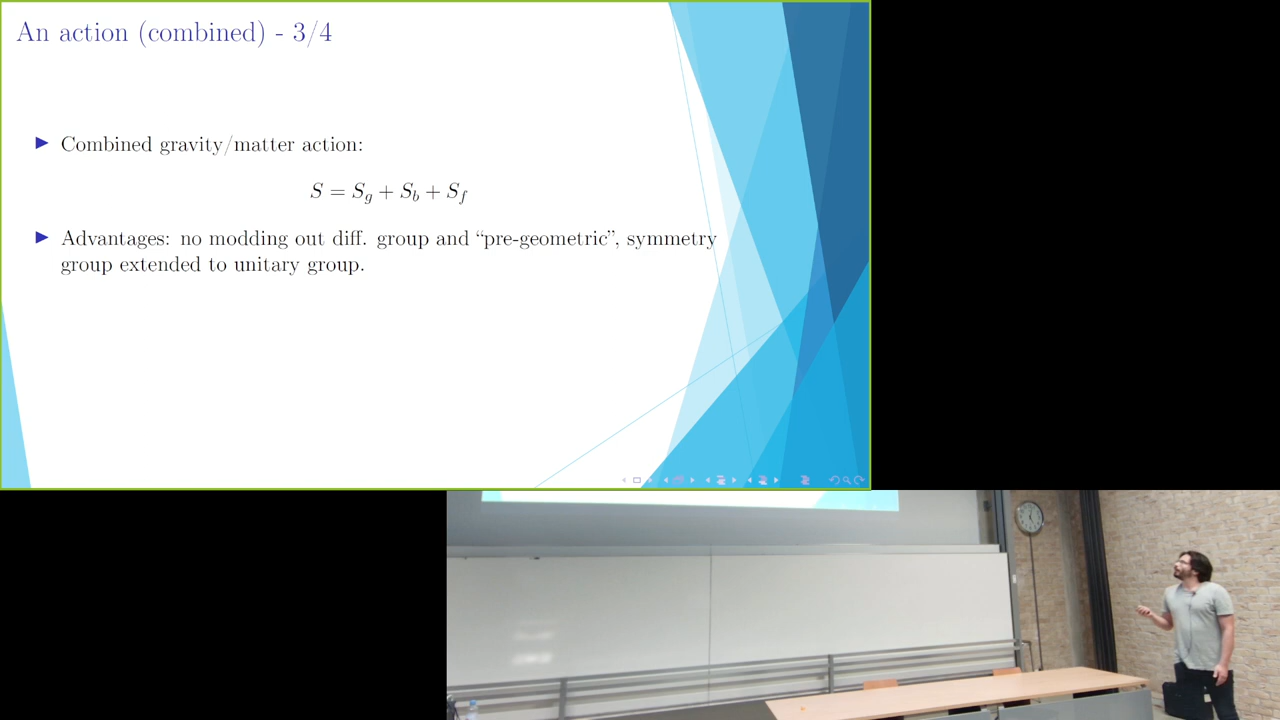 An action (combined) - 3/4
Combined gravity/matter action:
S = S_g + S_b + S_f
Advantages: no modding out diff. group and “pre-geometric”, symmetry
group extended to unitary group.